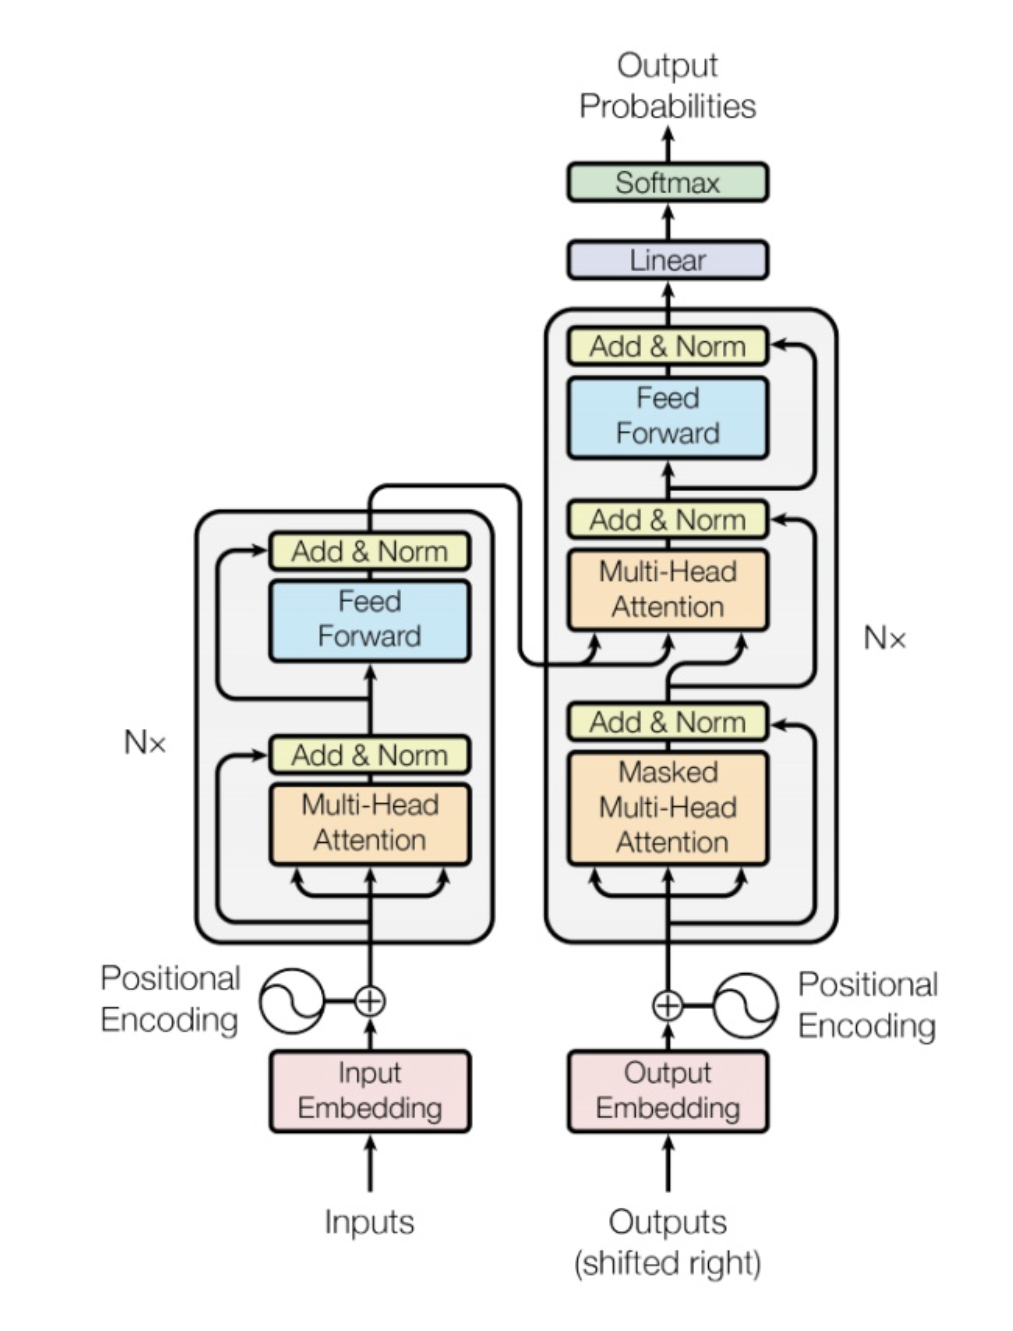 Output
Probabilities
Softmax
Linear
Add & Norm
Feed
Forward
Add & Norm
Multi-Head
Attention
Nx
Add & Norm
Masked
Multi-Head
Attention
Add & Norm
Feed
Forward
Nx
Add & Norm
Multi-Head
Attention
Positional
Encoding
Positional
Encoding
Input
Embedding
Output
Embedding
Inputs
Outputs
(shifted right)